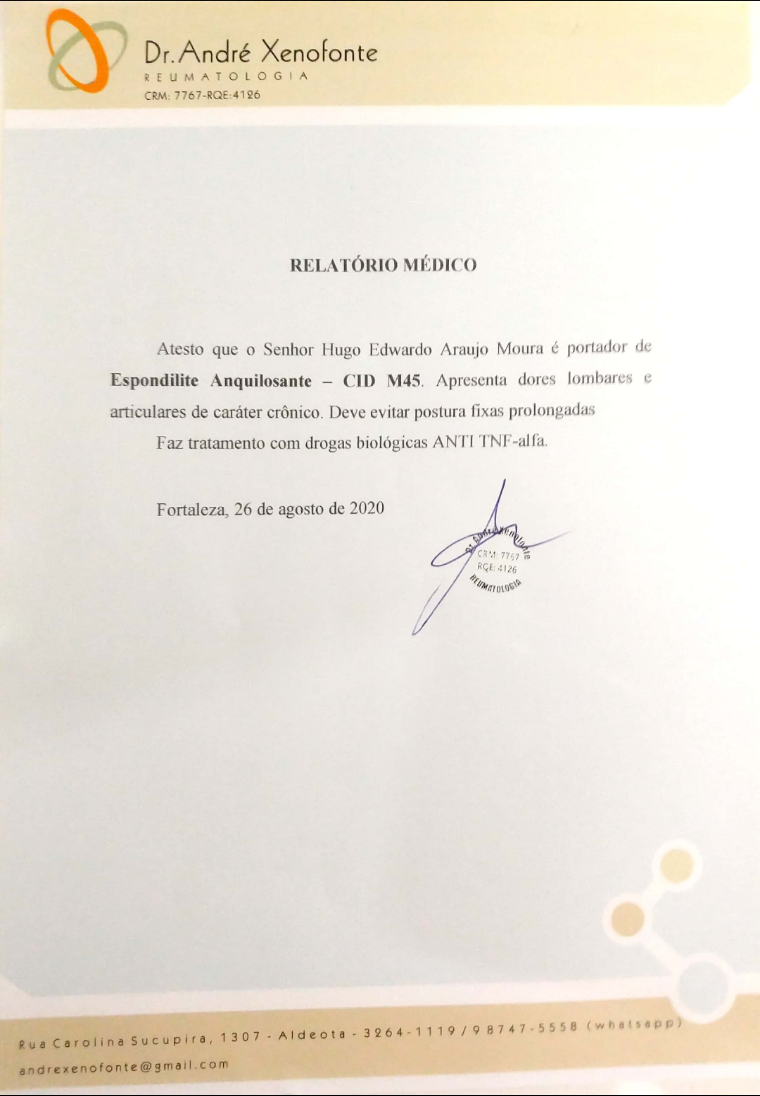 Dr. André Xenofonte
REUMATOLOGIA
CRM: 7767-RQE:4126
RELATÓRIO MÉDICO
Atesto que o Senhor Hugo Edwardo Araujo Moura é portador de
Espondilite Anquilosante – CID M45. Apresenta dores lombares e
articulares de caráter crônico. Deve evitar postura fixas prolongadas
Faz tratamento com drogas biológicas ANTI TNF-alfa.
Fortaleza, 26 de agosto de 2020
Xenofonte
CRM: 7767
RQE: 4126
REUMATOLOGIA
Rua Carolina Sucupira, 1307 - Aldeota - 3264-1119 / 9 8747-5558 (whatsapp)
andrexenofonte@gmail.com